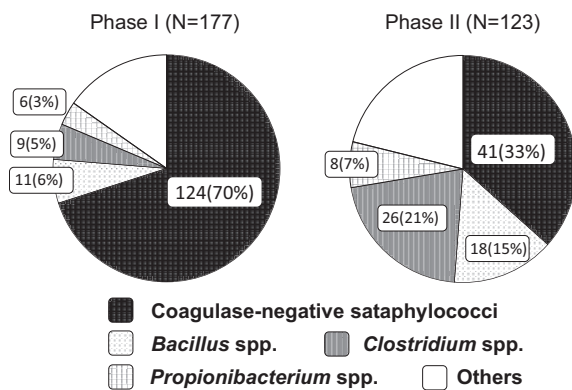 Phase I (N=177)
Phase II (N=123)
6(3%)
9(5%)
11(6%)
124(70%)
41(33%)
8(7%)
26(21%)
18(15%)
Coagulase-negative sataphylococci
Bacillus spp.
Clostridium spp.
Propionibacterium spp.
Others